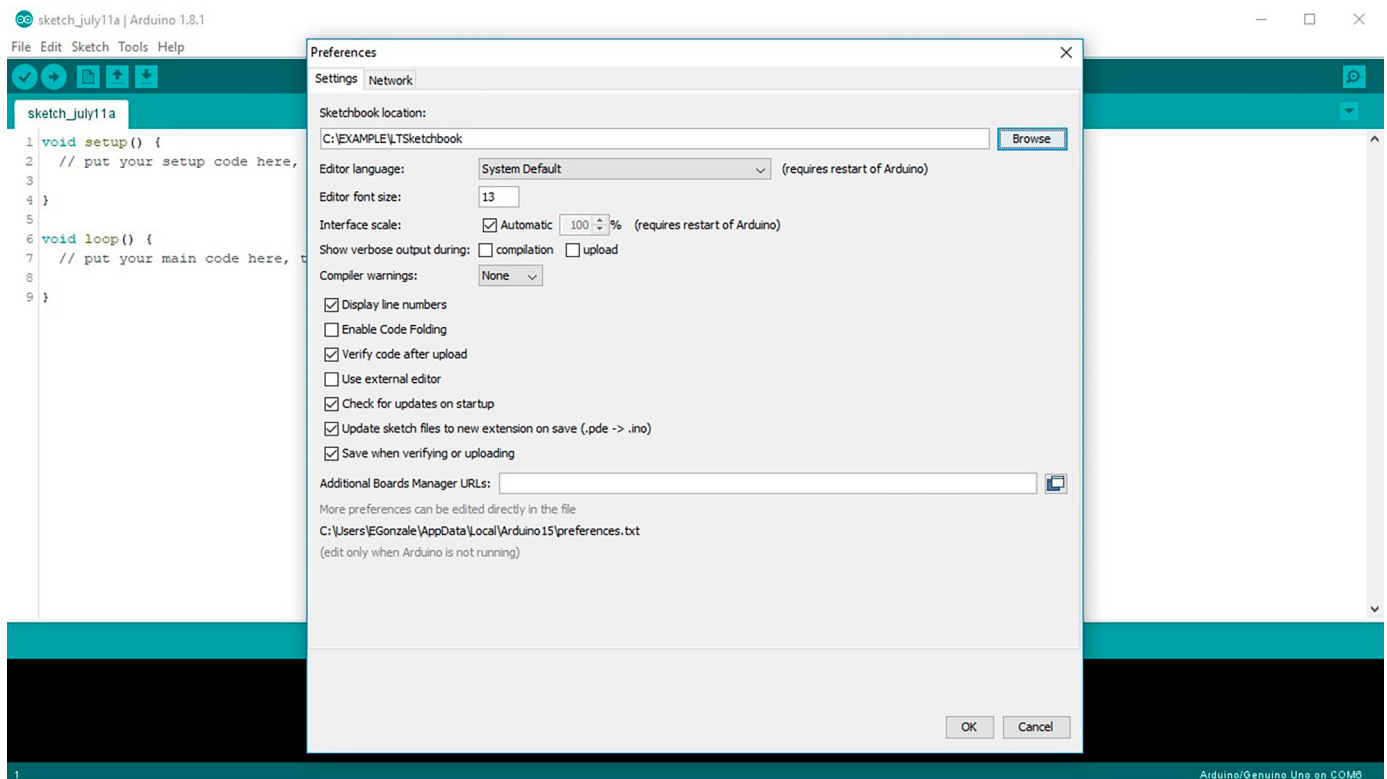 sketch_july11a | Arduino 1.8.1
File Edit Sketch Tools Help
sketch_july11a
1 void setup() {
2 // put your setup code here,
3
4 }
5
6 void loop() {
7 // put your main code here, t
8
9 }
Preferences
Settings Network
Sketchbook location:
C:\EXAMPLE\LTSketchbook Browse
Editor language: System Default (requires restart of Arduino)
Editor font size: 13
Interface scale: Automatic 100 % (requires restart of Arduino)
Show verbose output during: compilation upload
Compiler warnings: None
Display line numbers
Enable Code Folding
Verify code after upload
Use external editor
Check for updates on startup
Update sketch files to new extension on save (.pde -> .ino)
Save when verifying or uploading
Additional Boards Manager URLs:
More preferences can be edited directly in the file
C:\Users\EGonzale\AppData\Local\Arduino15\preferences.txt
(edit only when Arduino is not running)
OK Cancel
1 Arduino/Genuino Uno on COM6